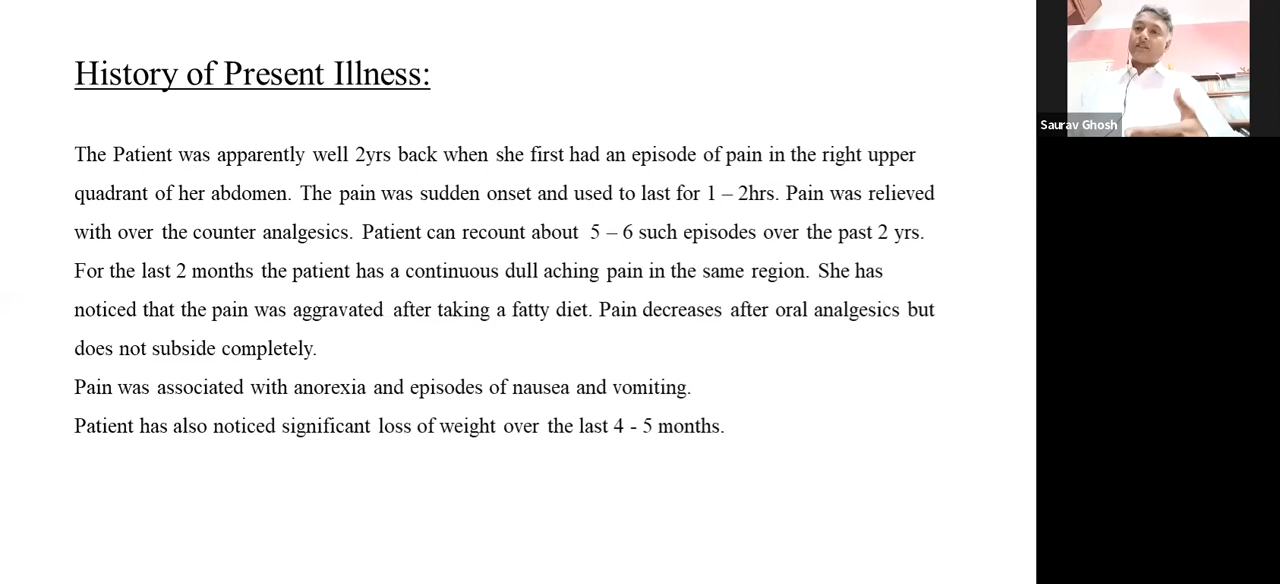 History of Present Illness:
Saurav Ghosh
The Patient was apparently well 2yrs back when she first had an episode of pain in the right upper
quadrant of her abdomen. The pain was sudden onset and used to last for 1 – 2hrs. Pain was relieved
with over the counter analgesics. Patient can recount about 5 – 6 such episodes over the past 2 yrs.
For the last 2 months the patient has a continuous dull aching pain in the same region. She has
noticed that the pain was aggravated after taking a fatty diet. Pain decreases after oral analgesics but
does not subside completely.
Pain was associated with anorexia and episodes of nausea and vomiting.
Patient has also noticed significant loss of weight over the last 4 - 5 months.